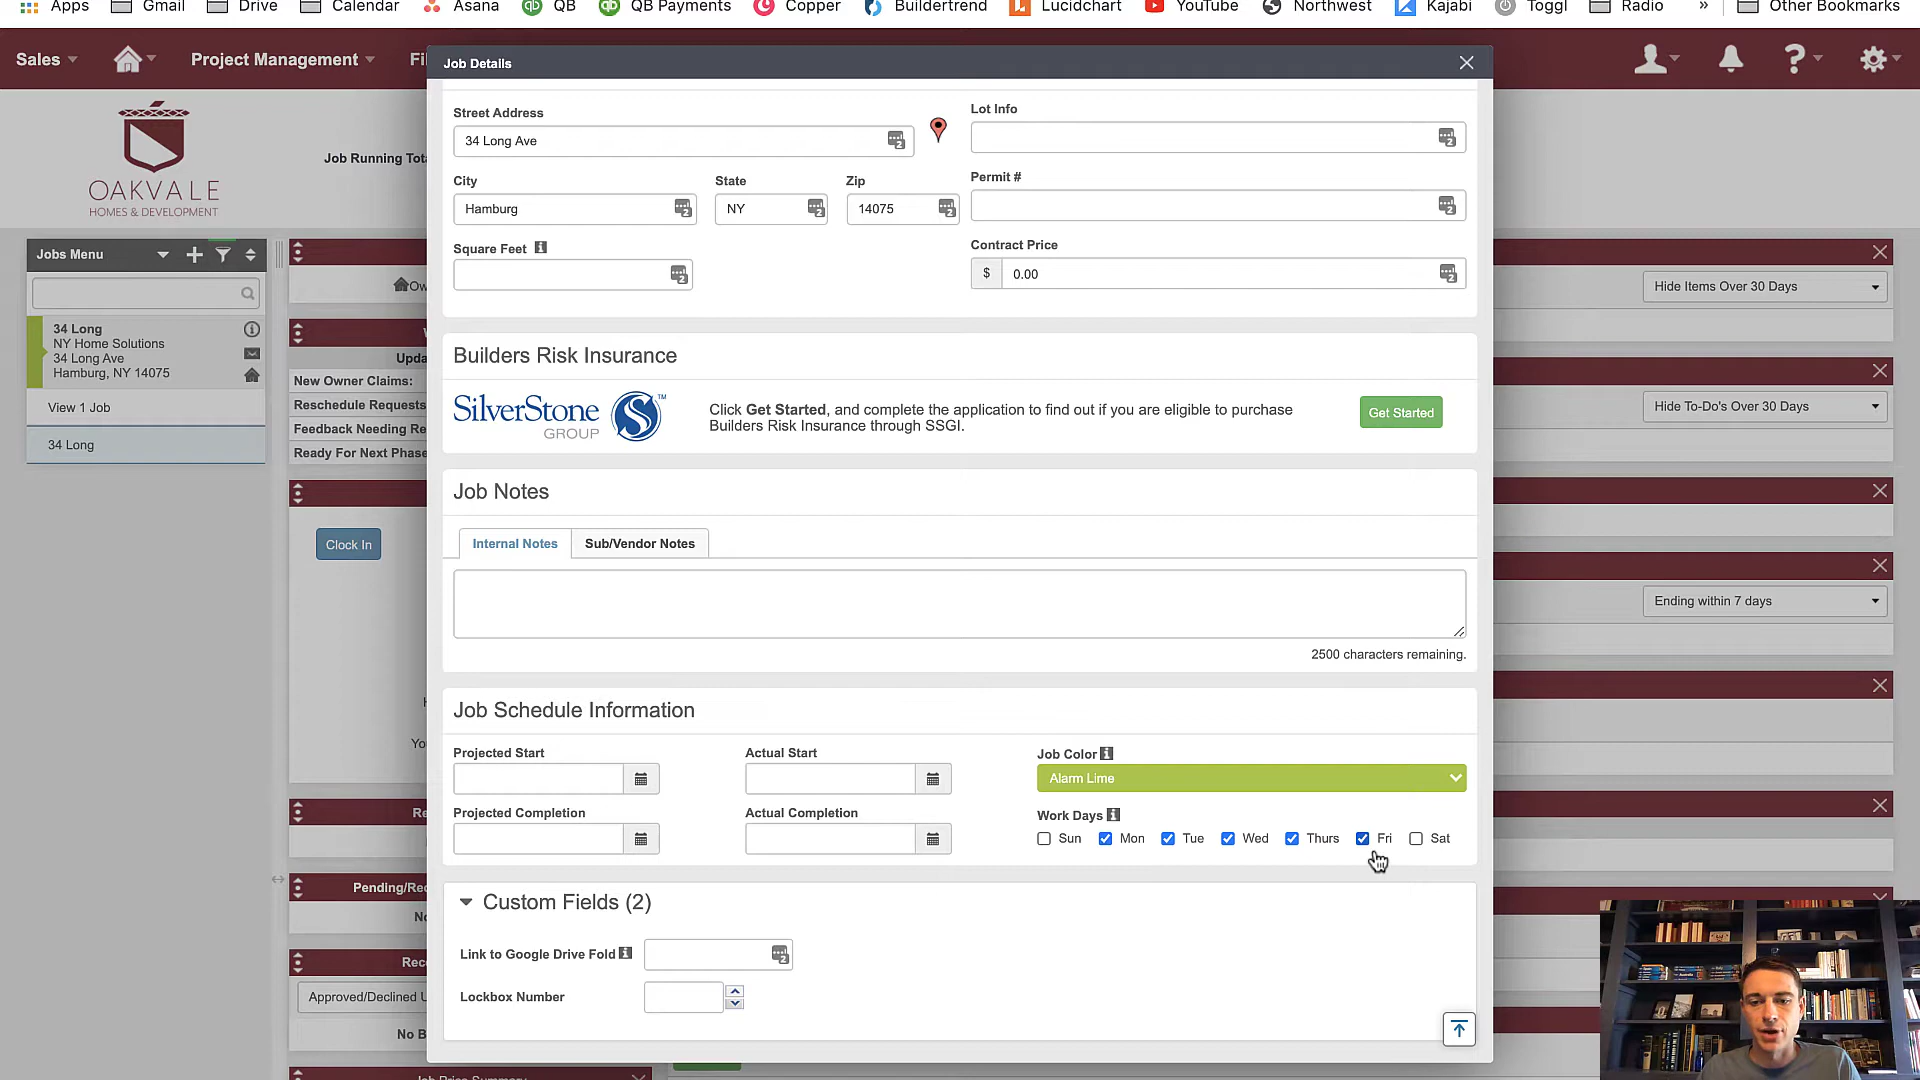 Apps Gmail Drive Calendar Asana QB QB Payments Copper Buildertrend Lucidchart YouTube Northwest Kajabi Toggl Radio » Other Bookmarks
Sales Project Management
Job Details
OAKVALE
HOMES & DEVELOPMENT
Street Address
34 Long Ave
Lot Info
City
Hamburg
State
NY
Zip
14075
Permit #
Square Feet
Contract Price
$ 0.00
Jobs Menu
34 Long
NY Home Solutions
34 Long Ave
Hamburg, NY 14075
View 1 Job
34 Long
New Owner Claims:
Reschedule Requests
Ready For Next Phase
Clock In
Builders Risk Insurance
SILVERSTONE
GROUP
TM
Click Get Started, and complete the application to find out if you are eligible to purchase
Builders Risk Insurance through SSGI.
Get Started
Job Notes
Internal Notes Sub/Vendor Notes
2500 characters remaining.
Job Schedule Information
Projected Start
Actual Start
Job Color
Alarm Lime
Projected Completion
Actual Completion
Work Days
Sun Mon Tue Wed Thurs Fri Sat
Custom Fields (2)
Link to Google Drive Fold
Lockbox Number
Approved/Declined
Job Price Summary
Hide Items Over 30 Days
Hide To-Do's Over 30 Days
Ending within 7 days